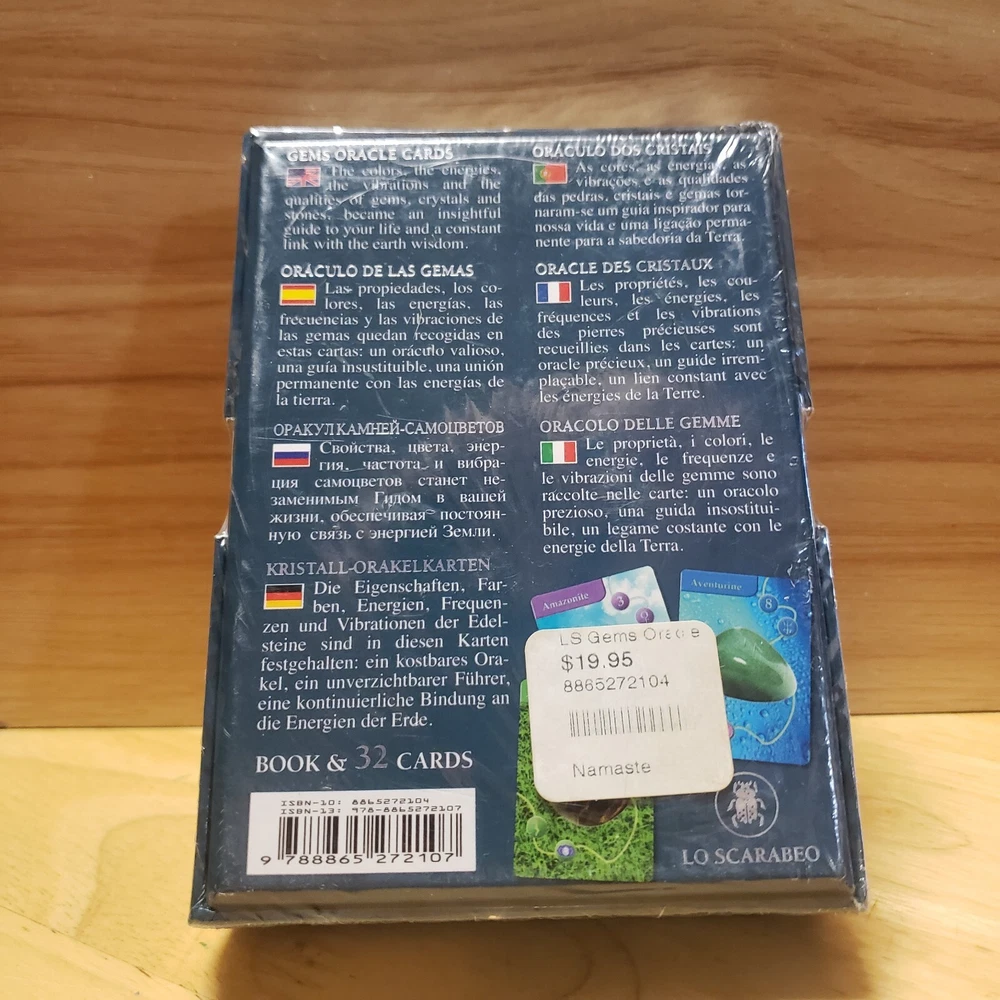 GEMS ORACLE CARDS
The colors, the energies,
the vibrations and the
qualities of gems, crystals and
stones, became an insightful
guide to your life and a constant
link with the earth wisdom.
ORÁCULO DE LAS GEMAS
Las propiedades, los co-
lores, las energías, las
frecuencias y las vibraciones de
las gemas quedan recogidas en
estas cartas: un oráculo valioso,
una guía insustituible, una unión
permanente con las energías de
la tierra.
ОРАКУЛ КАМНЕЙ-САМОЦВЕТОВ
Свойства, цвета, энер-
гия, частота и вибра-
ция самоцветов станет не-
заменимым Гидом в вашей
жизни, обеспечивая постоян-
ную связь с энергией Земли.
KRISTALL-ORAKELKARTEN
Die Eigenschaften, Far-
ben, Energien, Frequen-
zen und Vibrationen der Edel-
steine sind in diesen Karten
festgehalten: ein kostbares Ora-
kel, ein unverzichtbarer Führer,
eine kontinuierliche Bindung an
die Energien der Erde.
BOOK & 32 CARDS
ISBN-10: 8865272104
ISBN-13: 978-8865272107
9 788865 272107
ORÁCULO DOS CRISTAIS
As cores, as energias, as
vibrações e as qualidades
das pedras, cristais e gemas tor-
naram-se um guia inspirador para
nossa vida e uma ligação perma-
nente para a sabedoria da Terra.
ORACLE DES CRISTAUX
Les propriétés, les cou-
leurs, les énergies, les
fréquences et les vibrations
des pierres précieuses sont
recueillies dans les cartes: un
oracle précieux, un guide irrem-
plaçable, un lien constant avec
les énergies de la Terre.
ORACOLO DELLE GEMME
Le proprietà, i colori, le
energie, le frequenze e
le vibrazioni delle gemme sono
raccolte nelle carte: un oracolo
prezioso, una guida insostitui-
bile, un legame costante con le
energie della Terra.
Amazonite
3
Aventurine
8
LS Gems Oracle
$19.95
8865272104
Namaste
LO SCARABEO